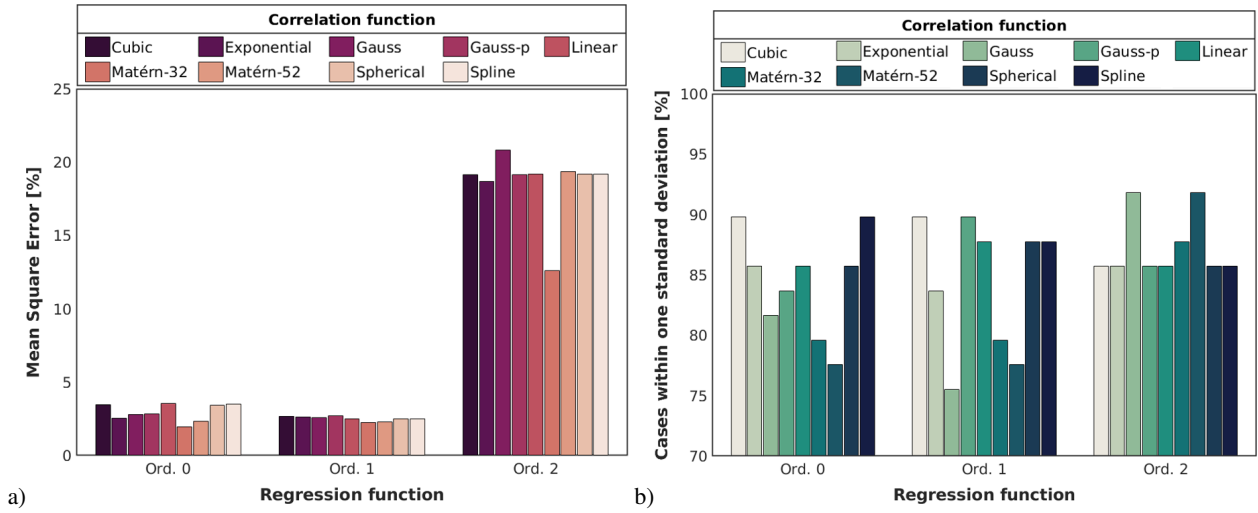 Correlation function
Cubic Exponential Gauss Gauss-p Linear
Matérn-32 Matérn-52 Spherical Spline
25
20
15
10
5
0
Mean Square Error [%]
Ord. 0 Ord. 1 Ord. 2
Regression function
a)
Correlation function
Cubic Exponential Gauss Gauss-p Linear
Matérn-32 Matérn-52 Spherical Spline
100
95
90
85
80
75
70
Cases within one standard deviation [%]
Ord. 0 Ord. 1 Ord. 2
Regression function
b)